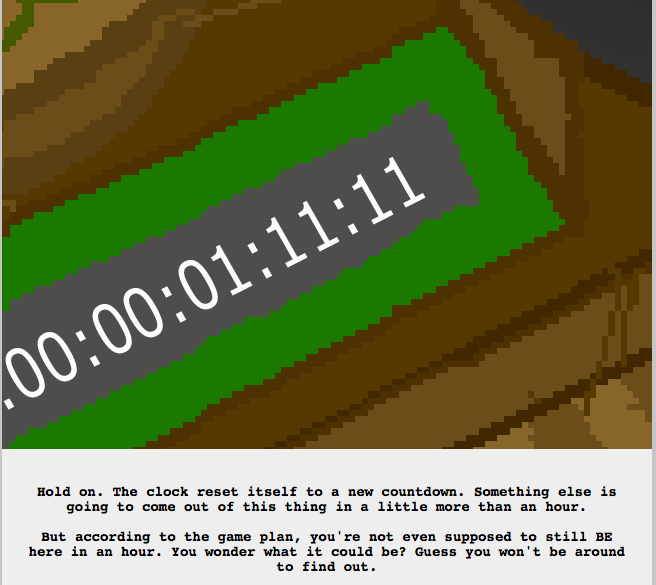 :00:00:01:11:11
Hold on. The clock reset itself to a new countdown. Something else is
going to come out of this thing in a little more than an hour.
But according to the game plan, you're not even supposed to still BE
here in an hour. You wonder what it could be? Guess you won't be around
to find out.